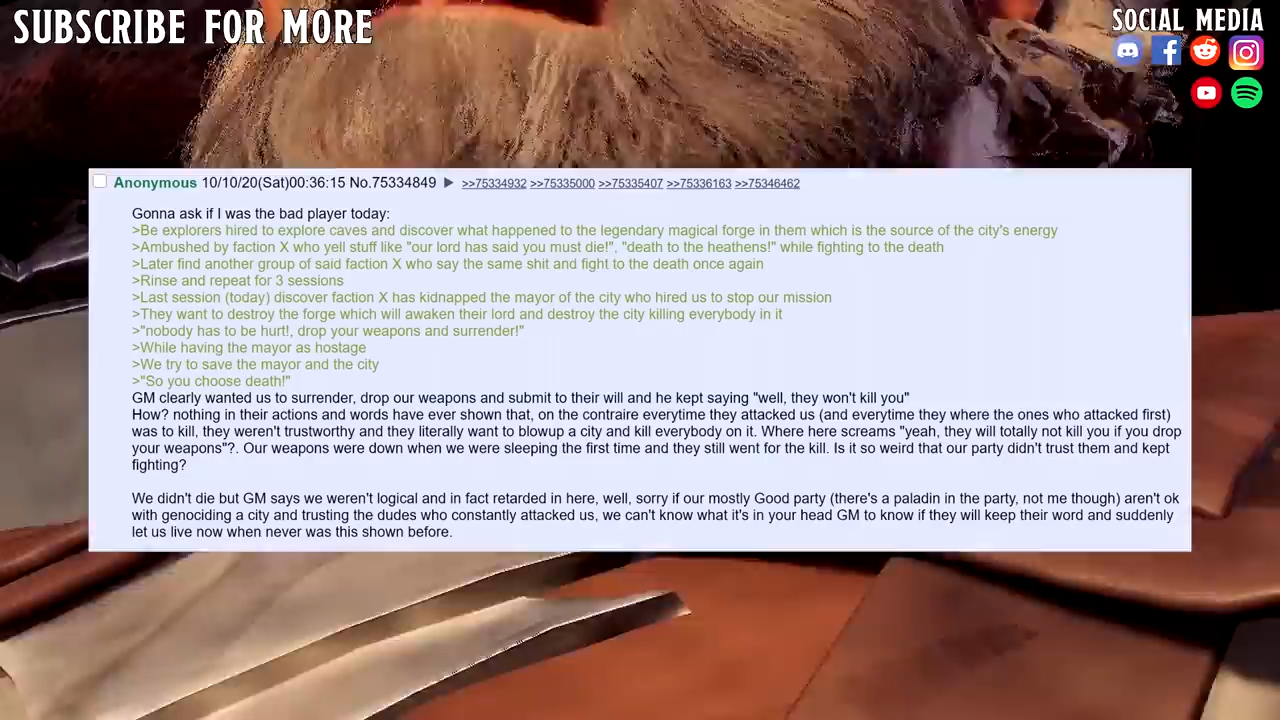 SUBSCRIBE FOR MORE
SOCIAL MEDIA
Anonymous 10/10/20(Sat)00:36:15 No.75334849 ▶ >>75334932 >>75335000 >>75335407 >>75336163 >>75346462
Gonna ask if I was the bad player today:
>Be explorers hired to explore caves and discover what happened to the legendary magical forge in them which is the source of the city's energy
>Ambushed by faction X who yell stuff like "our lord has said you must die!", "death to the heathens!" while fighting to the death
>Later find another group of said faction X who say the same shit and fight to the death once again
>Rinse and repeat for 3 sessions
>Last session (today) discover faction X has kidnapped the mayor of the city who hired us to stop our mission
>They want to destroy the forge which will awaken their lord and destroy the city killing everybody in it
>"nobody has to be hurt!, drop your weapons and surrender!"
>While having the mayor as hostage
>We try to save the mayor and the city
>"So you choose death!"
GM clearly wanted us to surrender, drop our weapons and submit to their will and he kept saying "well, they won't kill you"
How? nothing in their actions and words have ever shown that, on the contraire everytime they attacked us (and everytime they where the ones who attacked first)
was to kill, they weren't trustworthy and they literally want to blowup a city and kill everybody on it. Where here screams "yeah, they will totally not kill you if you drop
your weapons"?. Our weapons were down when we were sleeping the first time and they still went for the kill. Is it so weird that our party didn't trust them and kept
fighting?
We didn't die but GM says we weren't logical and in fact retarded in here, well, sorry if our mostly Good party (there's a paladin in the party, not me though) aren't ok
with genociding a city and trusting the dudes who constantly attacked us, we can't know what it's in your head GM to know if they will keep their word and suddenly
let us live now when never was this shown before.